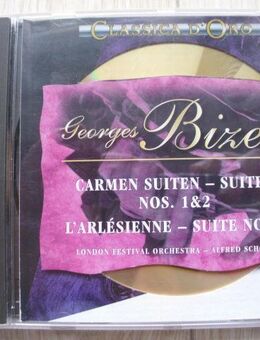 CLASSICA D'ORO
Georges Bize
CARMEN SUITEN – SUITE
NOS. 1&2
L'ARLÉSIENNE – SUITE NO
LONDON FESTIVAL ORCHESTRA – ALFRED SCH